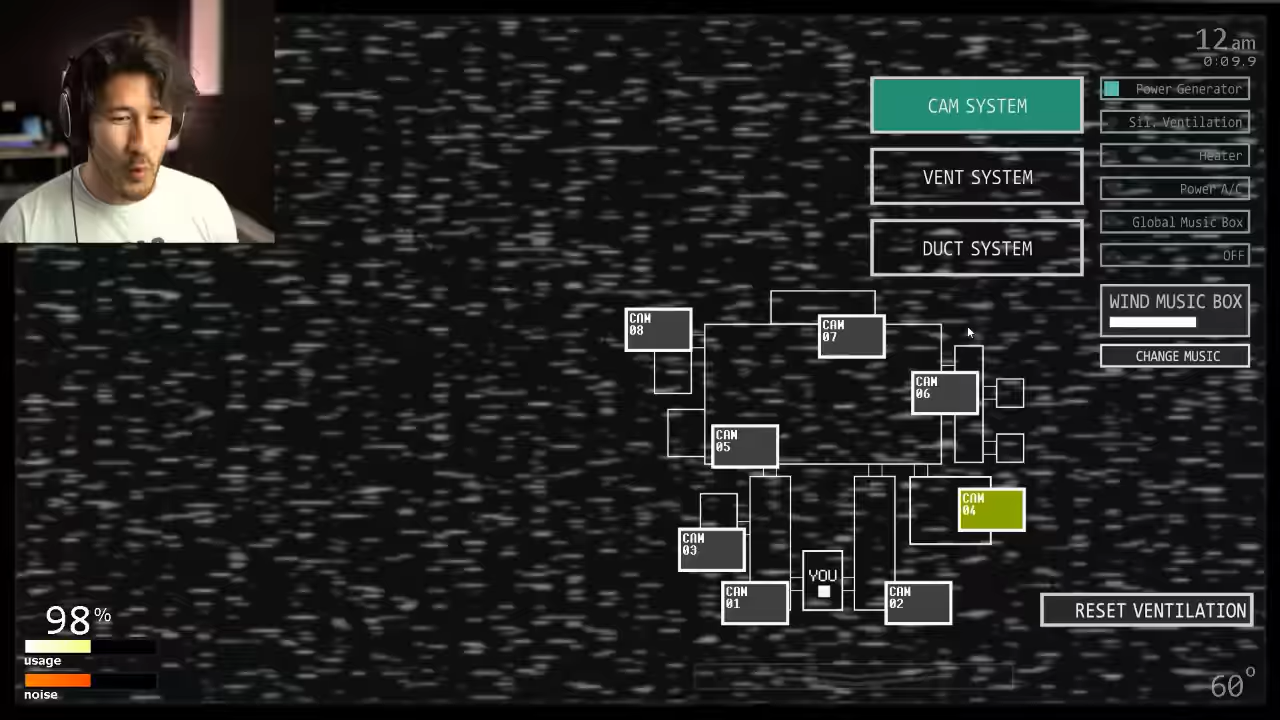 12 am
0:09.9
CAM SYSTEM
Power Generator
Sil. Ventilation
Heater
VENT SYSTEM
Power A/C
Global Music Box
DUCT SYSTEM
OFF
WIND MUSIC BOX
CHANGE MUSIC
CAM
08
CAM
07
CAM
06
CAM
05
CAM
04
CAM
03
YOU
CAM
01
CAM
02
RESET VENTILATION
98%
usage
noise
60°